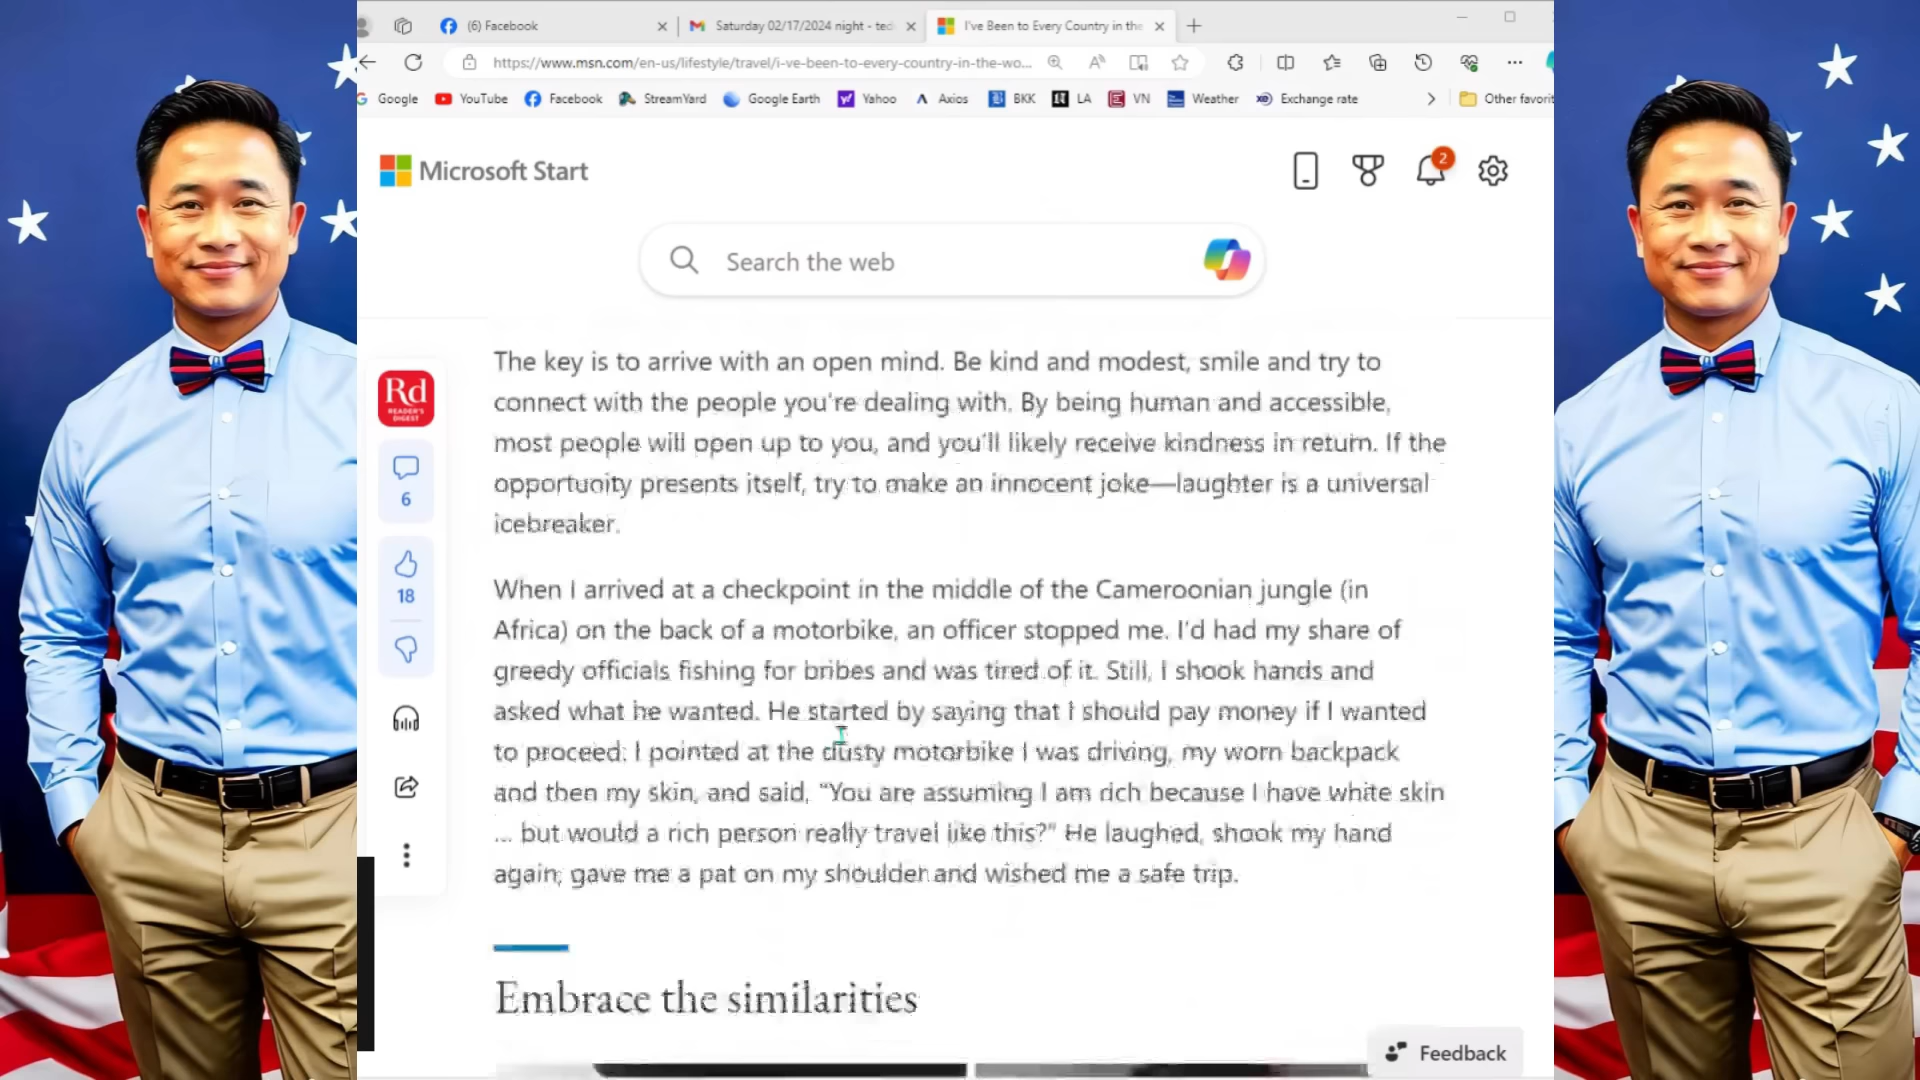 (6) Facebook
Saturday 02/17/2024 night - ted
I've Been to Every Country in the
https://www.msn.com/en-us/lifestyle/travel/i-ve-been-to-every-country-in-the-wo...
Google YouTube Facebook StreamYard Google Earth Yahoo Axios BKK LA VN Weather Exchange rate Other favorit
Microsoft Start
2
Search the web
The key is to arrive with an open mind. Be kind and modest, smile and try to
connect with the people you're dealing with. By being human and accessible,
most people will open up to you, and you'll likely receive kindness in return. If the
opportunity presents itself, try to make an innocent joke—laughter is a universal
icebreaker.
Rd
READER'S
DIGEST
6
18
When I arrived at a checkpoint in the middle of the Cameroonian jungle (in
Africa) on the back of a motorbike, an officer stopped me. I'd had my share of
greedy officials fishing for bribes and was tired of it. Still, I shook hands and
asked what he wanted. He started by saying that I should pay money if I wanted
to proceed. I pointed at the dusty motorbike I was driving, my worn backpack
and then my skin, and said, "You are assuming I am rich because I have white skin
... but would a rich person really travel like this?" He laughed, shook my hand
again, gave me a pat on my shoulder and wished me a safe trip.
Embrace the similarities
Feedback